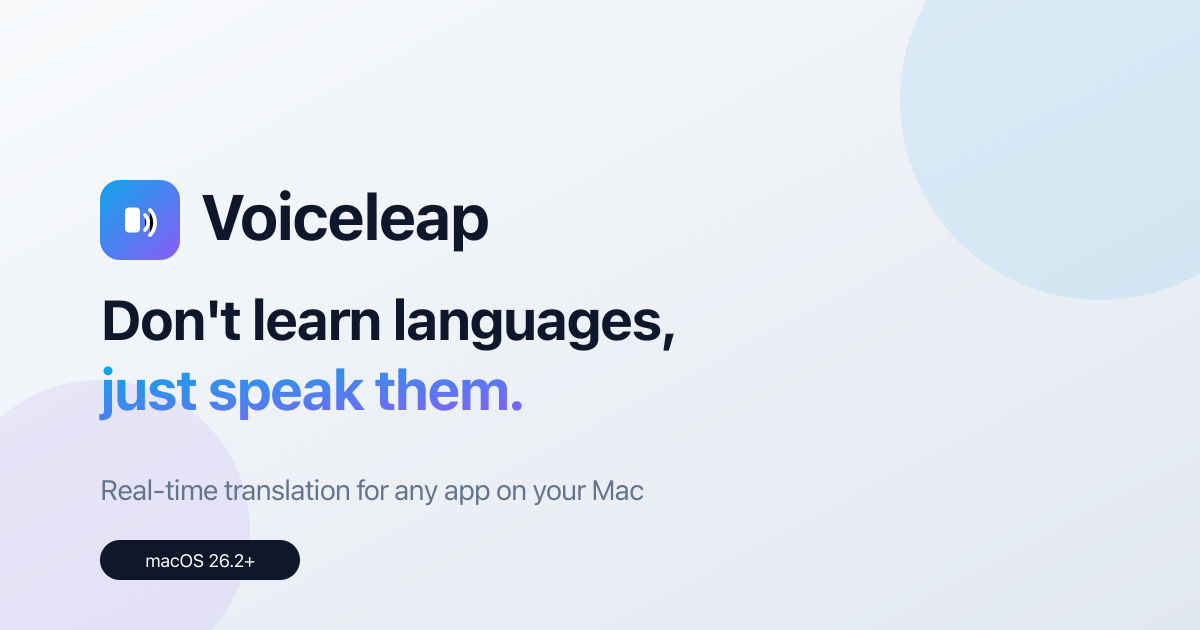 Voiceleap
Don't learn languages,
just speak them.
Real-time translation for any app on your Mac
macOS 26.2+